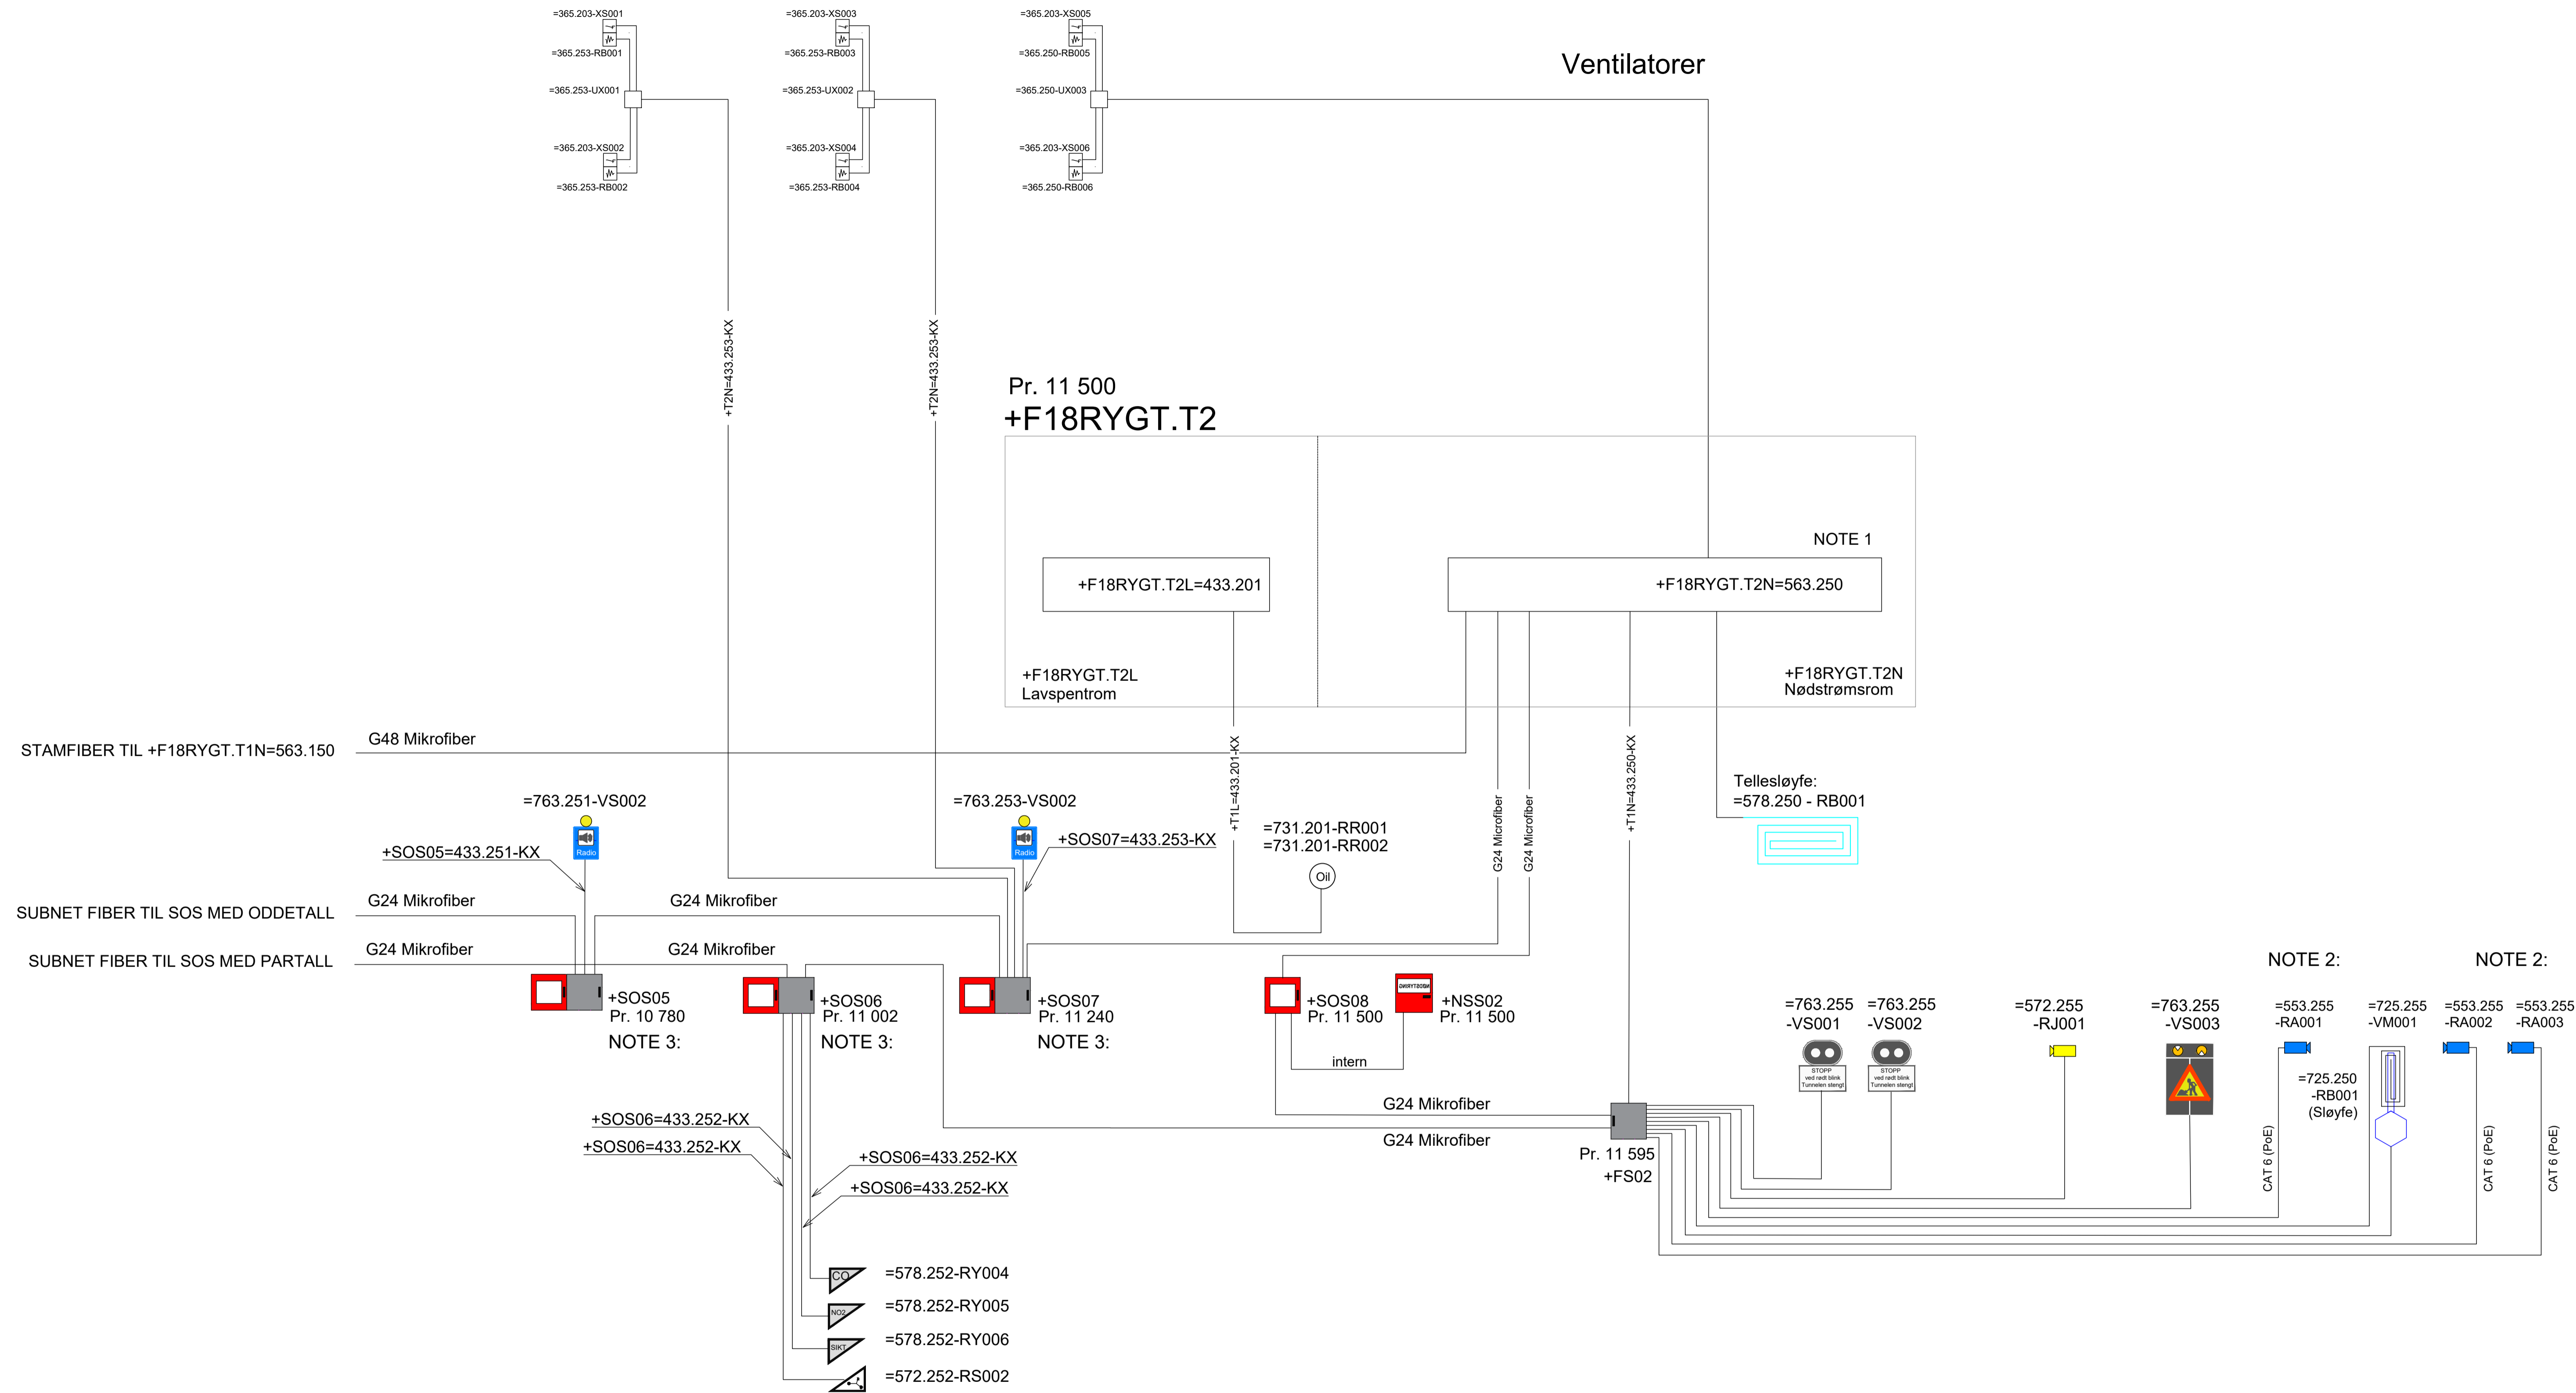 =365.203-XS001
=365.253-RB001
=365.253-UX001
=365.203-XS002
=365.253-RB002
=365.203-XS003
=365.253-RB003
=365.253-UX002
=365.203-XS004
=365.253-RB004
=365.203-XS005
=365.250-RB005
=365.250-UX003
=365.203-XS006
=365.250-RB006
Ventilatorer
+T2N=433.253-KX
+T2N=433.253-KX
Pr. 11 500
+F18RYGT.T2
NOTE 1
+F18RYGT.T2L=433.201
+F18RYGT.T2N=563.250
+F18RYGT.T2L
Lavspentrom
+F18RYGT.T2N
Nødstrømsrom
STAMFIBER TIL +F18RYGT.T1N=563.150
G48 Mikrofiber
+T1L=433.201-KX
G24 Microfiber
G24 Microfiber
+T1N=433.250-KX
Tellesløyfe:
=578.250 - RB001
=763.251-VS002
Radio
+SOS05=433.251-KX
=763.253-VS002
Radio
+SOS07=433.253-KX
=731.201-RR001
=731.201-RR002
Oil
SUBNET FIBER TIL SOS MED ODDETALL
G24 Mikrofiber
G24 Mikrofiber
SUBNET FIBER TIL SOS MED PARTALL
G24 Mikrofiber
G24 Mikrofiber
+SOS05
Pr. 10 780
NOTE 3:
+SOS06
Pr. 11 002
NOTE 3:
+SOS07
Pr. 11 240
NOTE 3:
+SOS08
Pr. 11 500
NØDSTYRING
+NSS02
Pr. 11 500
intern
G24 Mikrofiber
G24 Mikrofiber
Pr. 11 595
+FS02
NOTE 2:
NOTE 2:
=763.255
-VS001
STOPP
ved rødt blink
Tunnelen stengt
=763.255
-VS002
STOPP
ved rødt blink
Tunnelen stengt
=572.255
-RJ001
=763.255
-VS003
=553.255
-RA001
=725.255
-VM001
=553.255
-RA002
=553.255
-RA003
=725.250
-RB001
(Sløyfe)
CAT 6 (PoE)
CAT 6 (PoE)
CAT 6 (PoE)
+SOS06=433.252-KX
+SOS06=433.252-KX
+SOS06=433.252-KX
+SOS06=433.252-KX
CO
=578.252-RY004
NO2
=578.252-RY005
SIKT
=578.252-RY006
=572.252-RS002